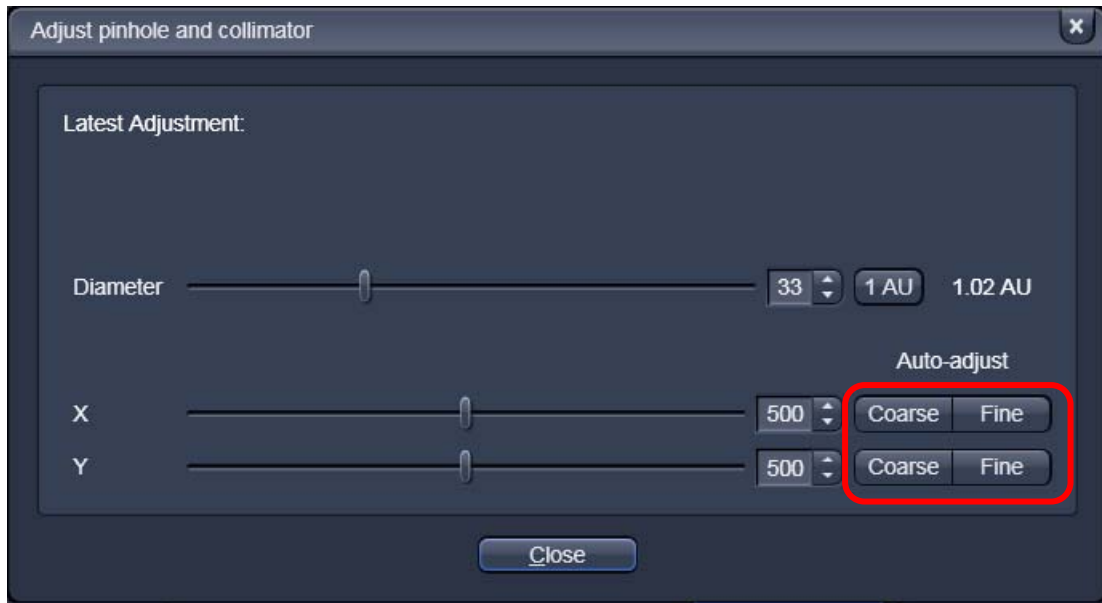 Adjust pinhole and collimator
Latest Adjustment:
Diameter 33 1 AU 1.02 AU
Auto-adjust
X 500 Coarse Fine
Y 500 Coarse Fine
Close